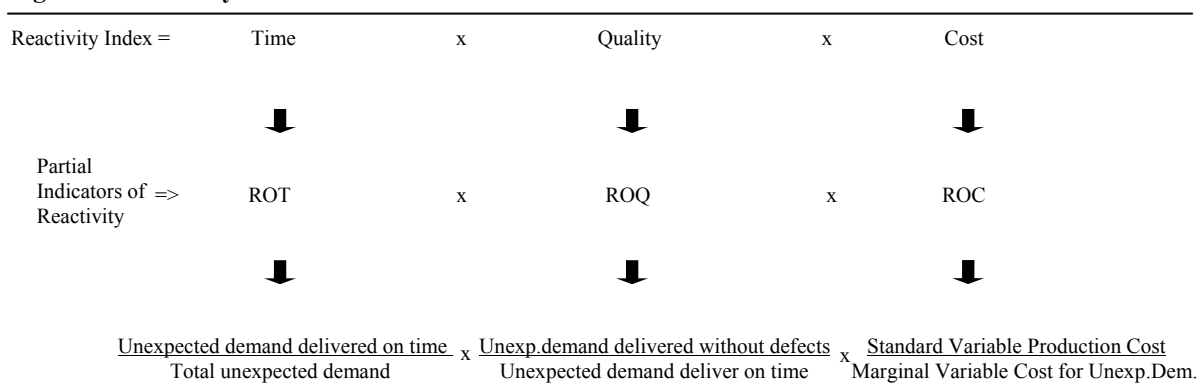 Reactivity Index = Time x Quality x Cost
Partial
Indicators of => ROT x ROQ x ROC
Reactivity
Unexpected demand delivered on time x Unexp.demand delivered without defects x Standard Variable Production Cost
Total unexpected demand Unexpected demand deliver on time Marginal Variable Cost for Unexp.Dem.